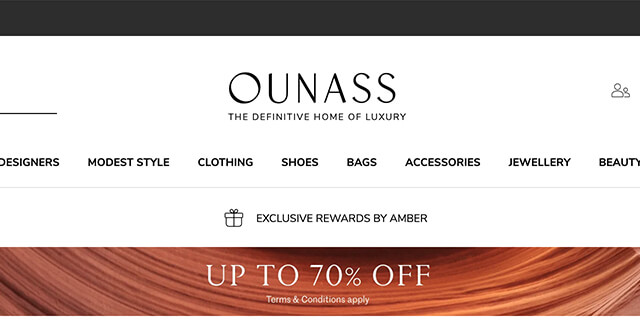 OUNASS
THE DEFINITIVE HOME OF LUXURY
DESIGNERS MODEST STYLE CLOTHING SHOES BAGS ACCESSORIES JEWELLERY BEAUTY
EXCLUSIVE REWARDS BY AMBER
UP TO 70% OFF
Terms & Conditions apply